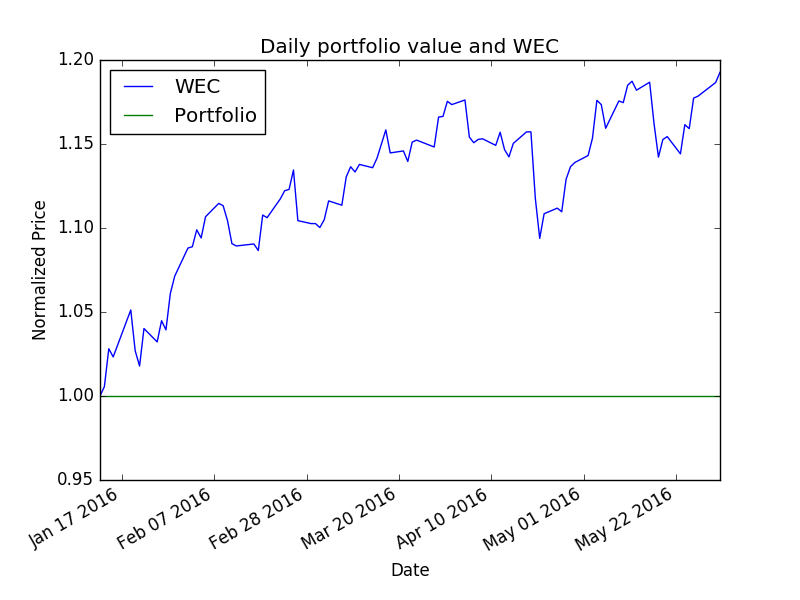 Daily portfolio value and WEC
WEC
Portfolio
Normalized Price
1.20
1.15
1.10
1.05
1.00
0.95
Jan 17 2016
Feb 07 2016
Feb 28 2016
Mar 20 2016
Apr 10 2016
May 01 2016
May 22 2016
Date